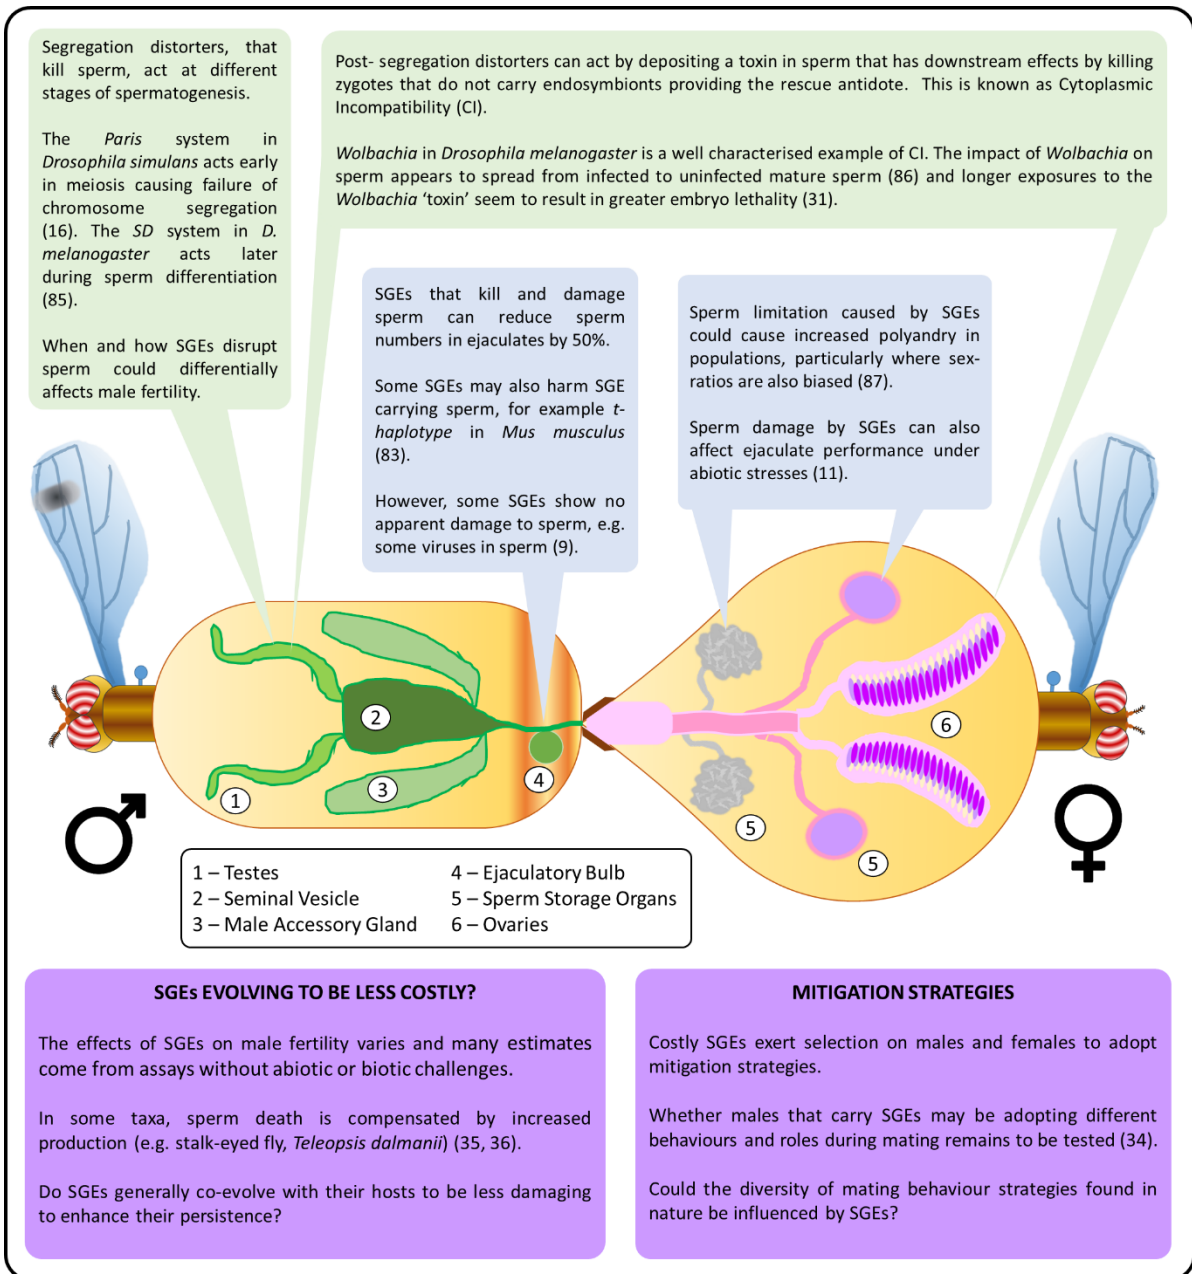 Segregation distorters, that
kill sperm, act at different
stages of spermatogenesis.
The Paris system in
Drosophila simulans acts early
in meiosis causing failure of
chromosome segregation
(16). The SD system in D.
melanogaster acts later
during sperm differentiation
(85).
When and how SGEs disrupt
sperm could differentially
affects male fertility.
Post- segregation distorters can act by depositing a toxin in sperm that has downstream effects by killing
zygotes that do not carry endosymbionts providing the rescue antidote. This is known as Cytoplasmic
Incompatibility (CI).
Wolbachia in Drosophila melanogaster is a well characterised example of CI. The impact of Wolbachia on
sperm appears to spread from infected to uninfected mature sperm (86) and longer exposures to the
Wolbachia ‘toxin’ seem to result in greater embryo lethality (31).
SGEs that kill and damage
sperm can reduce sperm
numbers in ejaculates by 50%.
Some SGEs may also harm SGE
carrying sperm, for example t-
haplotype in Mus musculus
(83).
However, some SGEs show no
apparent damage to sperm, e.g.
some viruses in sperm (9).
Sperm limitation caused by SGEs
could cause increased polyandry in
populations, particularly where sex-
ratios are also biased (87).
Sperm damage by SGEs can also
affect ejaculate performance under
abiotic stresses (11).
1
2
3
4
5
5
6
1 – Testes
2 – Seminal Vesicle
3 – Male Accessory Gland
4 – Ejaculatory Bulb
5 – Sperm Storage Organs
6 – Ovaries
SGEs EVOLVING TO BE LESS COSTLY?
The effects of SGEs on male fertility varies and many estimates
come from assays without abiotic or biotic challenges.
In some taxa, sperm death is compensated by increased
production (e.g. stalk-eyed fly, Teleopsis dalmanii) (35, 36).
Do SGEs generally co-evolve with their hosts to be less damaging
to enhance their persistence?
MITIGATION STRATEGIES
Costly SGEs exert selection on males and females to adopt
mitigation strategies.
Whether males that carry SGEs may be adopting different
behaviours and roles during mating remains to be tested (34).
Could the diversity of mating behaviour strategies found in
nature be influenced by SGEs?